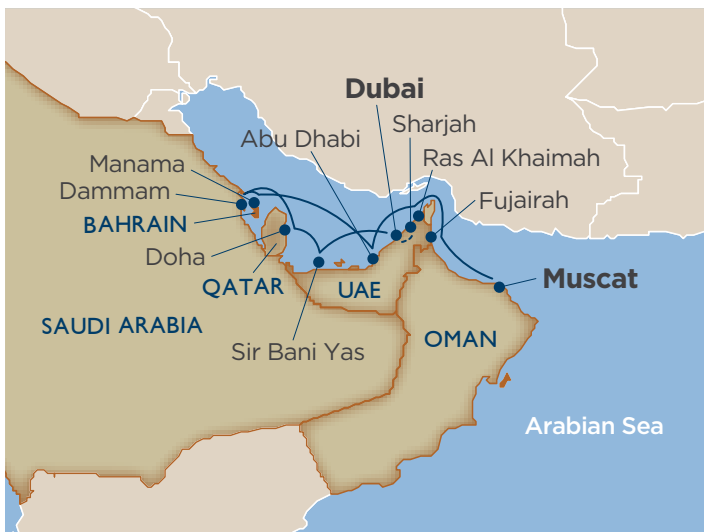 Dubai
Sharjah
Abu Dhabi
Ras Al Khaimah
Manama
Dammam
Fujairah
BAHRAIN
Doha
QATAR
UAE
Muscat
SAUDI ARABIA
OMAN
Sir Bani Yas
Arabian Sea